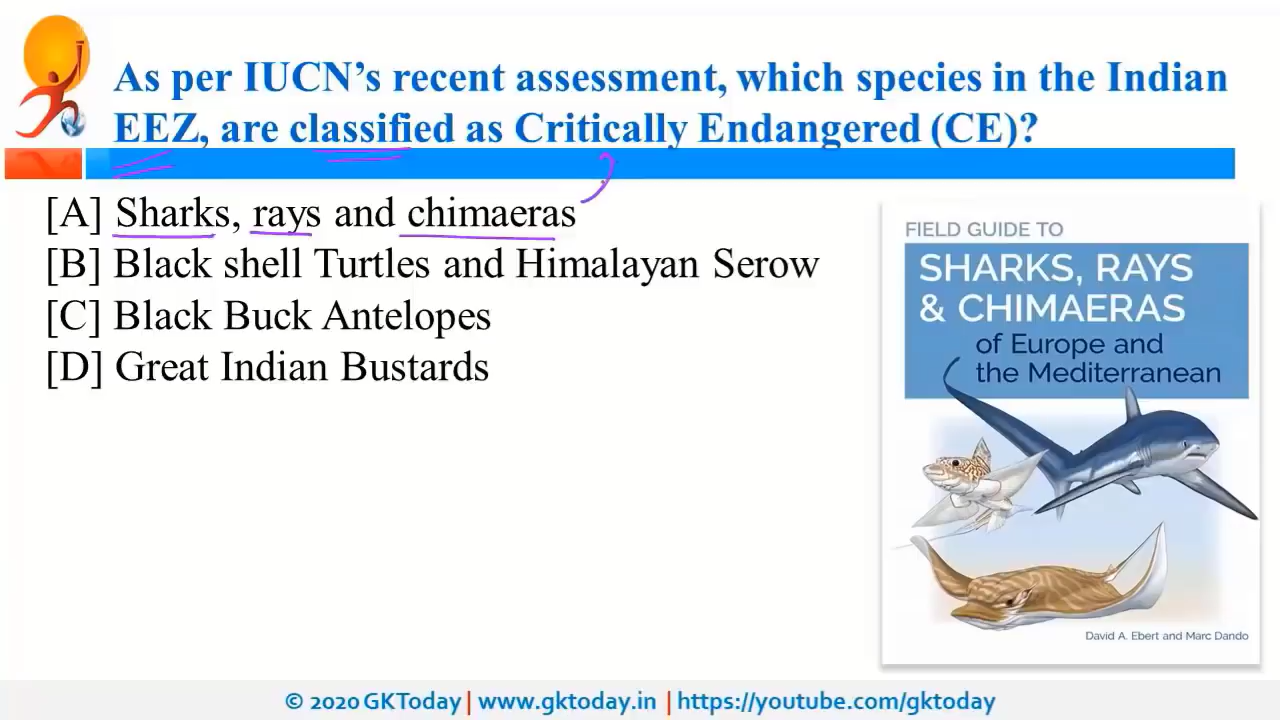 As per IUCN’s recent assessment, which species in the Indian
EEZ, are classified as Critically Endangered (CE)?
[A] Sharks, rays and chimaeras
[B] Black shell Turtles and Himalayan Serow
[C] Black Buck Antelopes
[D] Great Indian Bustards
FIELD GUIDE TO
SHARKS, RAYS
& CHIMAERAS
of Europe and
the Mediterranean
David A. Ebert and Marc Dando
© 2020 GKToday | www.gktoday.in | https://youtube.com/gktoday